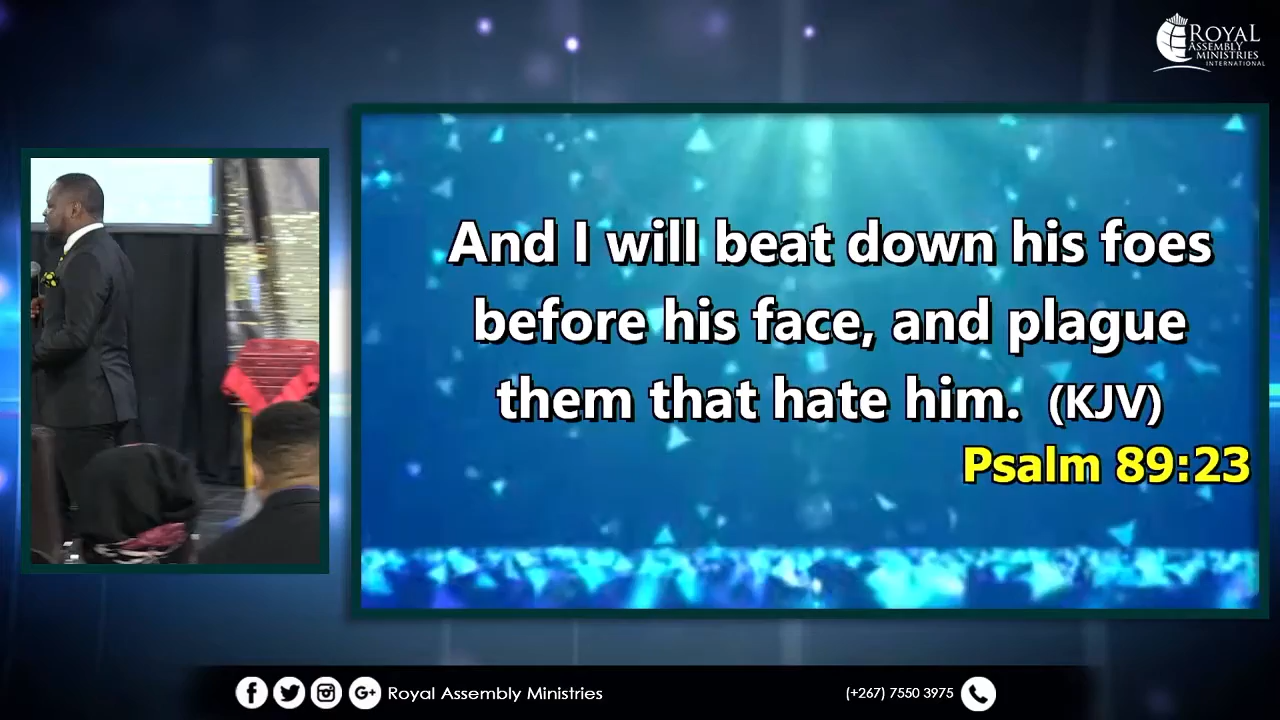 ROYAL
ASSEMBLY
MINISTRIES
INTERNATIONAL
And I will beat down his foes
before his face, and plague
them that hate him. (KJV)
Psalm 89:23
Royal Assembly Ministries
(+267) 7550 3975